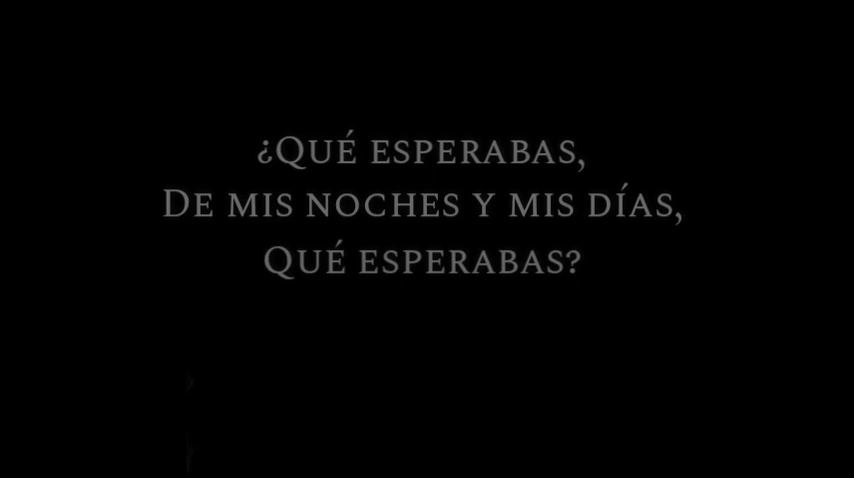 ¿Qué esperabas,
De mis noches y mis días,
Qué esperabas?